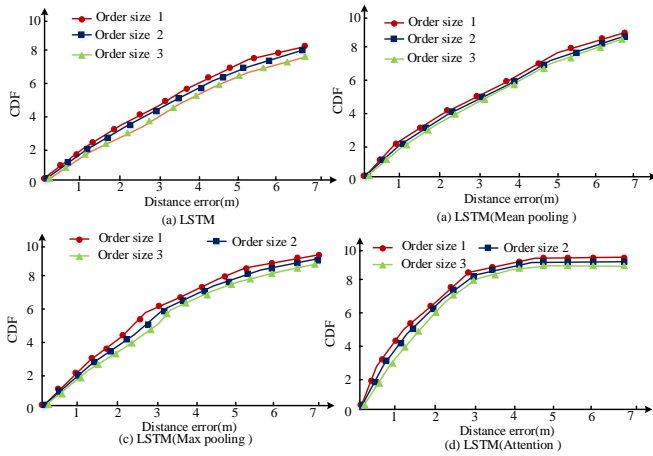 10
Order size 1
Order size 2
Order size 3
CDF
8
6
4
2
0
1 2 3 4 5 6 7
Distance error(m)
(a) LSTM
10
Order size 1
Order size 2
Order size 3
CDF
8
6
4
2
0
1 2 3 4 5 6 7
Distance error(m)
(a) LSTM(Mean pooling )
10
Order size 1
Order size 2
Order size 3
CDF
8
6
4
2
0
0 1 2 3 4 5 6 7
Distance error(m)
(c) LSTM(Max pooling )
10
Order size 1
Order size 2
Order size 3
CDF
8
6
4
2
0
1 2 3 4 5 6 7
Distance error(m)
(d) LSTM(Attention )